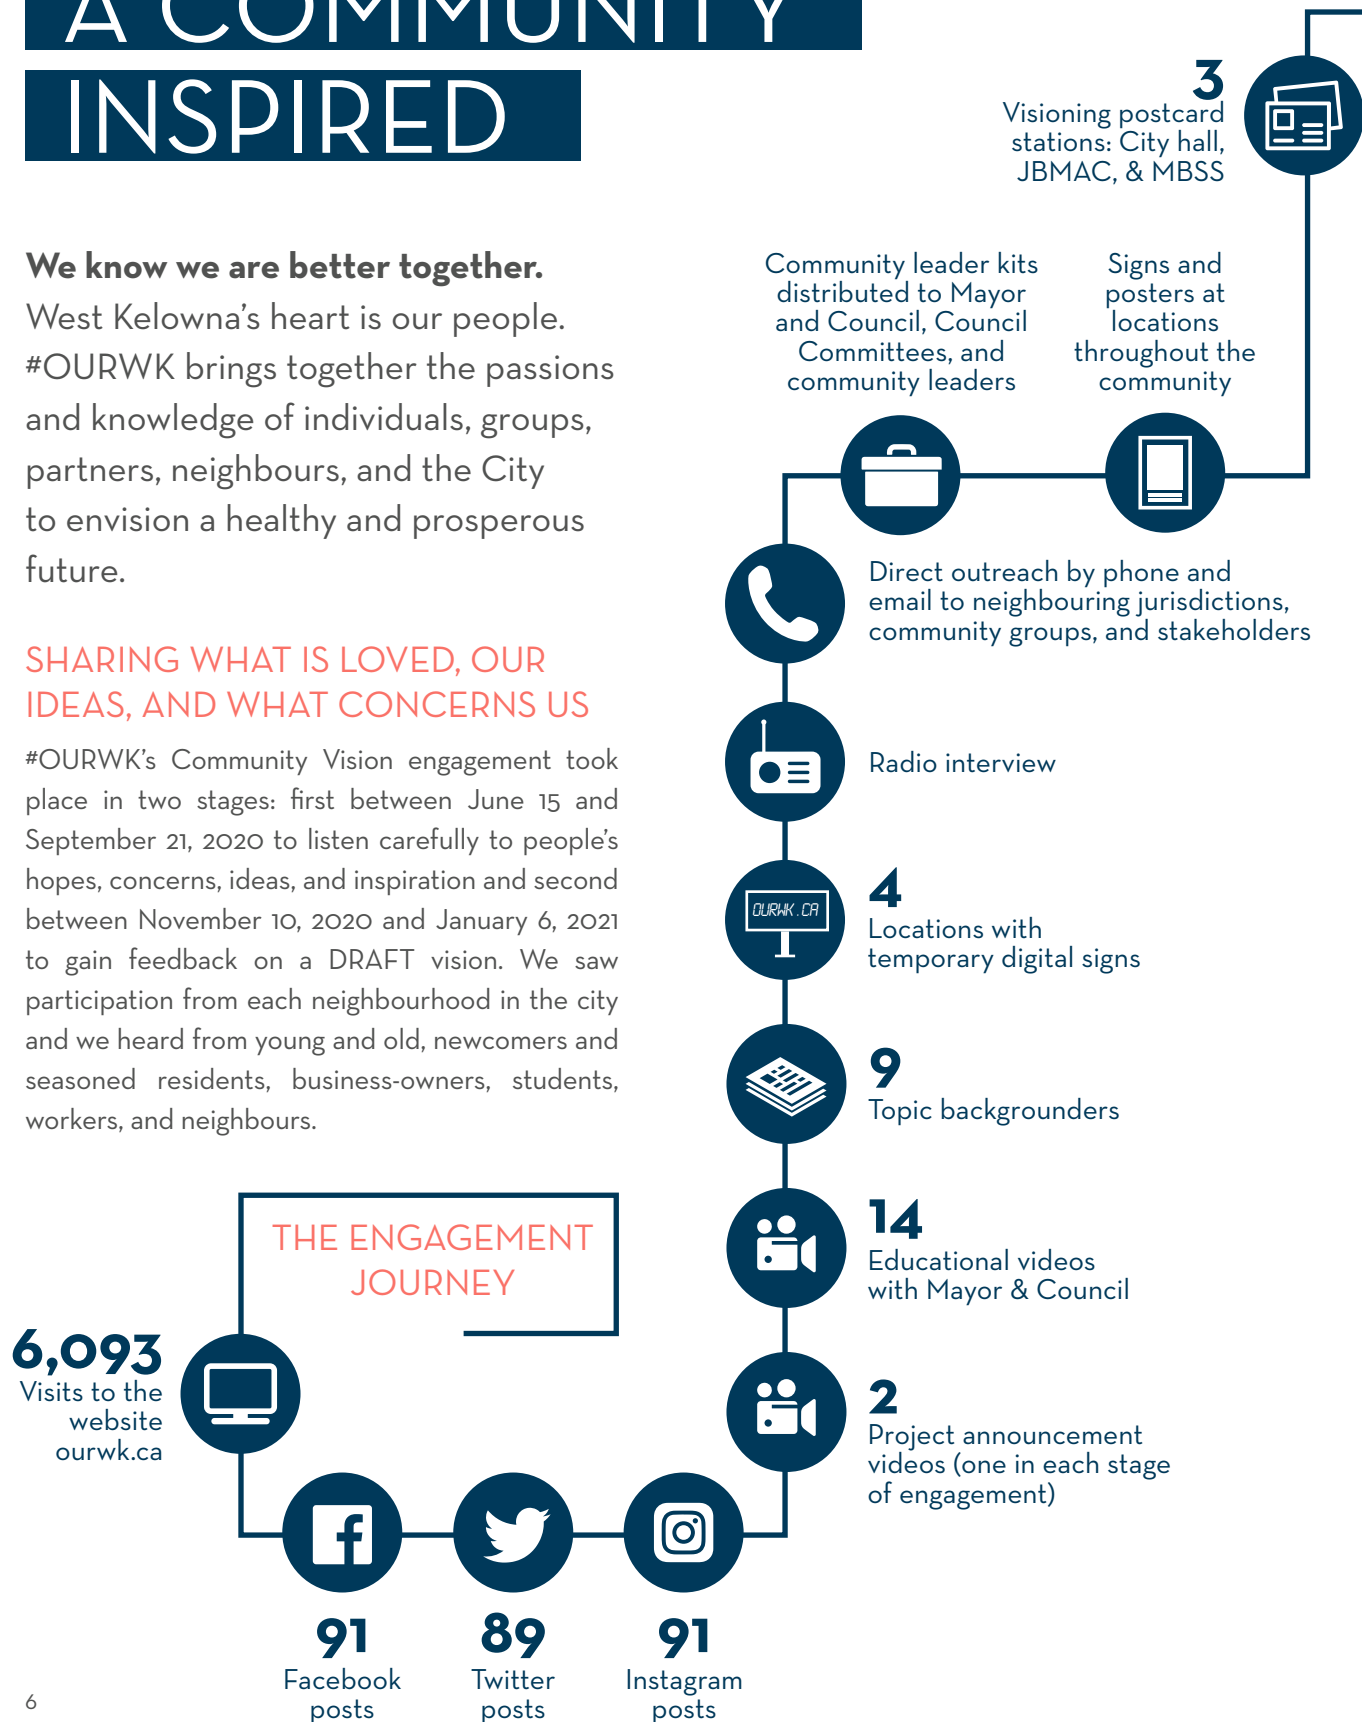 A COMMUNITY
INSPIRED
We know we are better together.
West Kelowna's heart is our people.
#OURWK brings together the passions
and knowledge of individuals, groups,
partners, neighbours, and the City
to envision a healthy and prosperous
future.
SHARING WHAT IS LOVED, OUR
IDEAS, AND WHAT CONCERNS US
#OURWK's Community Vision engagement took
place in two stages: first between June 15 and
September 21, 2020 to listen carefully to people's
hopes, concerns, ideas, and inspiration and second
between November 10, 2020 and January 6, 2021
to gain feedback on a DRAFT vision. We saw
participation from each neighbourhood in the city
and we heard from young and old, newcomers and
seasoned residents, business-owners, students,
workers, and neighbours.
THE ENGAGEMENT
JOURNEY
6,093
Visits to the
website
ourwk.ca
91
Facebook
posts
89
Twitter
posts
91
Instagram
posts
2
Project announcement
videos (one in each stage
of engagement)
14
Educational videos
with Mayor & Council
9
Topic backgrounders
OURWK.CA
4
Locations with
temporary digital signs
Radio interview
Direct outreach by phone and
email to neighbouring jurisdictions,
community groups, and stakeholders
Community leader kits
distributed to Mayor
and Council, Council
Committees, and
community leaders
Signs and
posters at
locations
throughout the
community
3
Visioning postcard
stations: City hall,
JBMAC, & MBSS
6